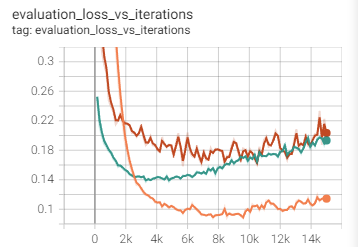 evaluation_loss_vs_iterations
tag: evaluation_loss_vs_iterations
0.3
0.26
0.22
0.18
0.14
0.1
0 2k 4k 6k 8k 10k 12k 14k